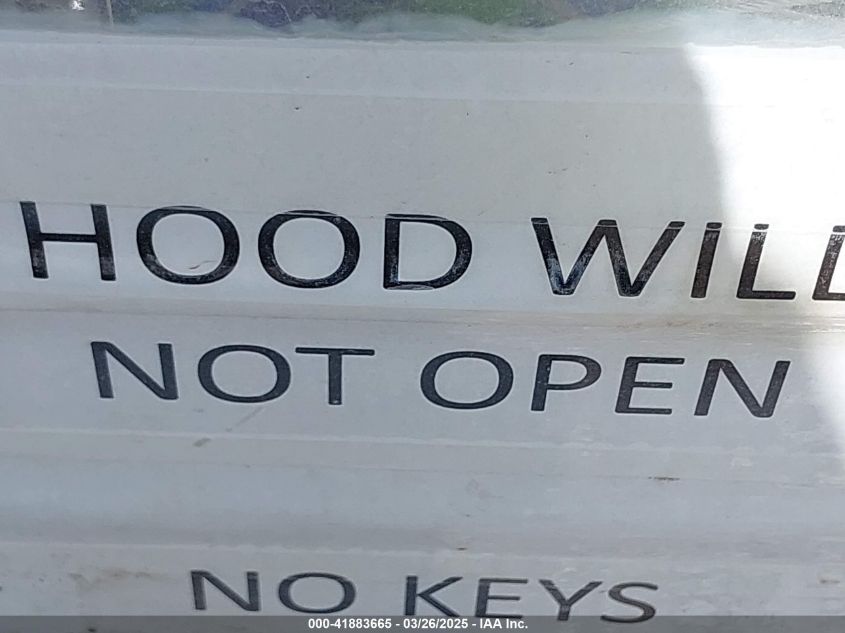 HOOD WILL
NOT OPEN
NO KEYS
000-41883665 - 03/26/2025 - IAA Inc.